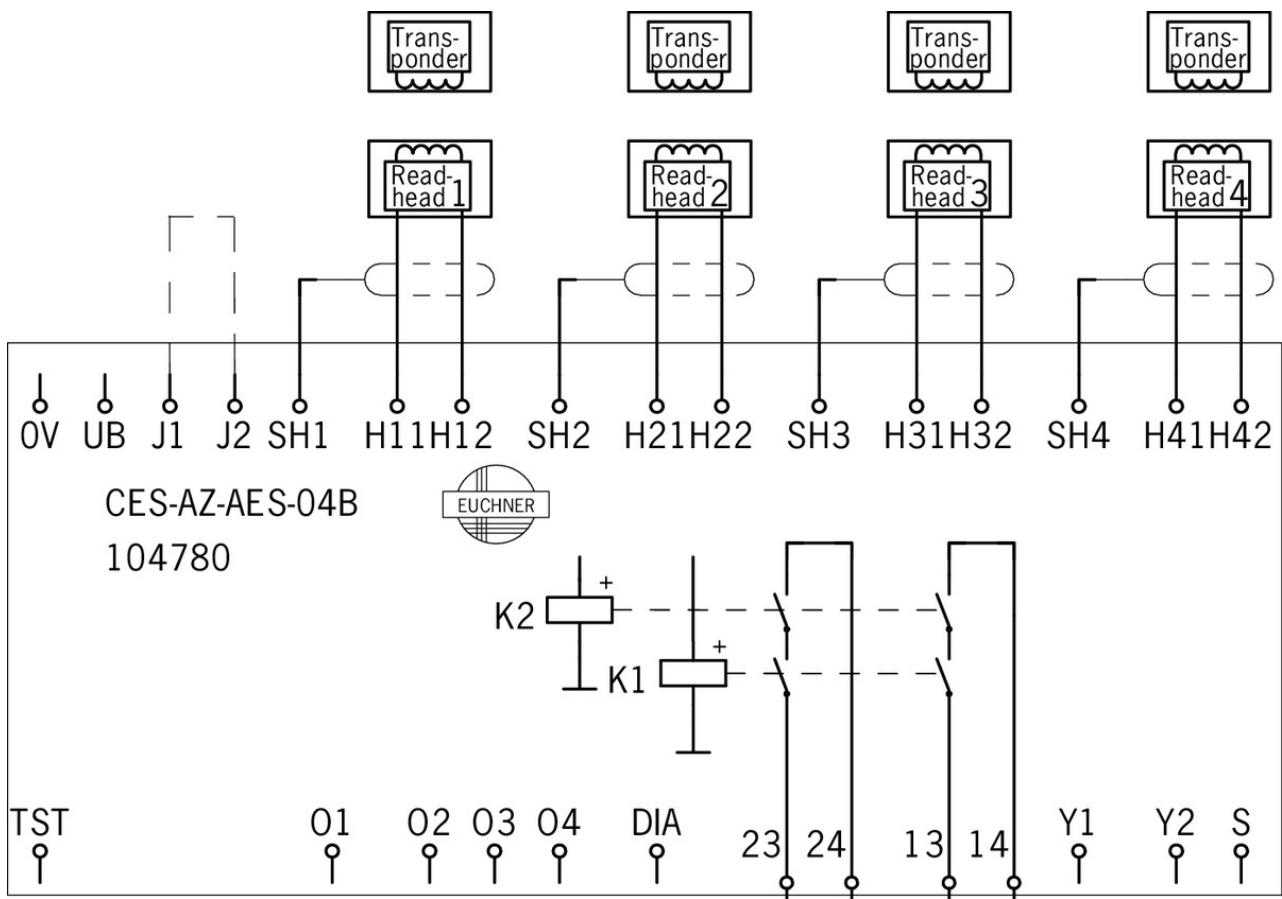 Trans-
ponder
Trans-
ponder
Trans-
ponder
Trans-
ponder
Read-
head 1
Read-
head 2
Read-
head 3
Read-
head 4
0V UB J1 J2 SH1 H11 H12 SH2 H21 H22 SH3 H31 H32 SH4 H41 H42
CES-AZ-AES-04B
104780
EUCHNER
K2 +
K1 +
TST O1 O2 O3 O4 DIA 23 24 13 14 Y1 Y2 S